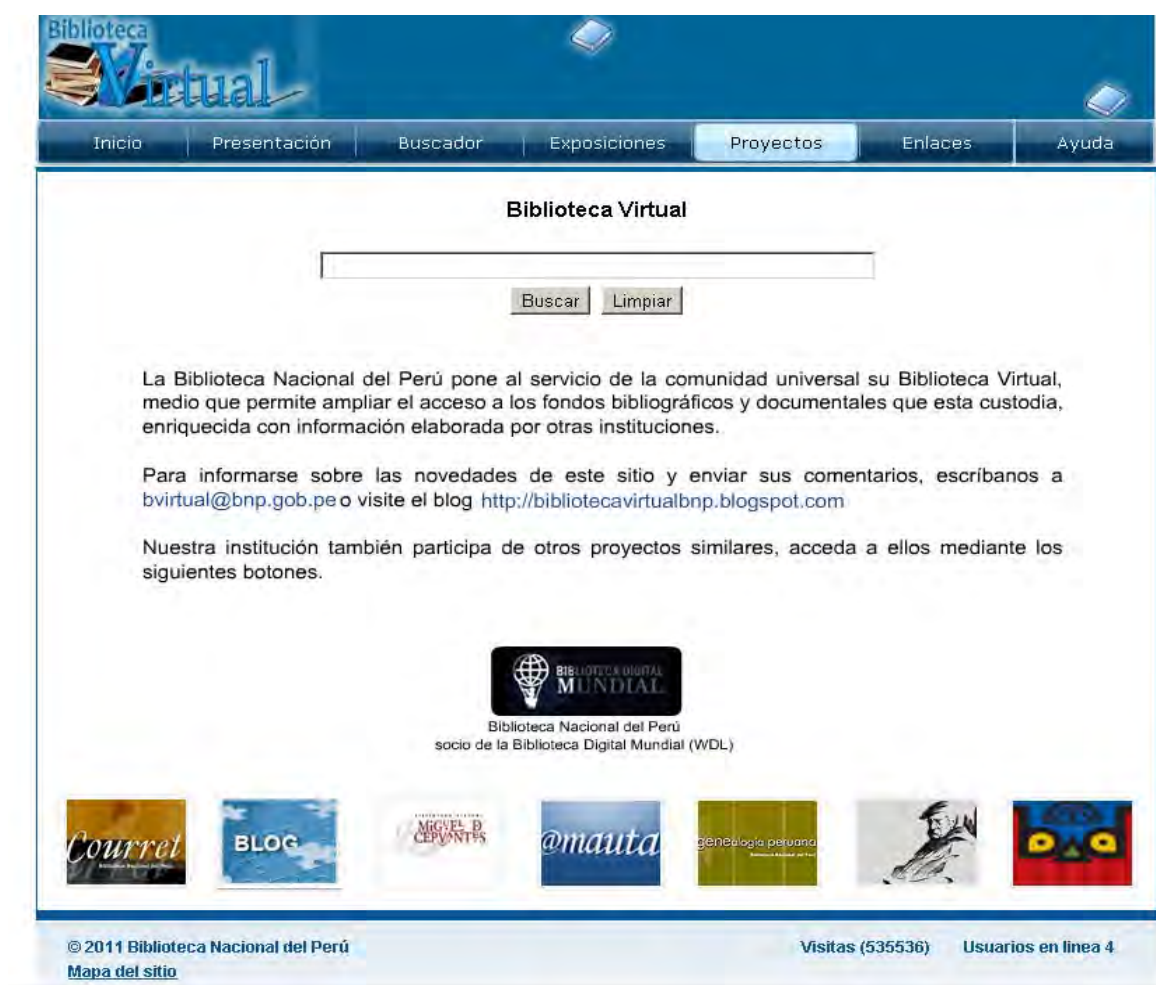 Biblioteca
Virtual
Inicio Presentación Buscador Exposiciones Proyectos Enlaces Ayuda
Biblioteca Virtual
Buscar Limpiar
La Biblioteca Nacional del Perú pone al servicio de la comunidad universal su Biblioteca Virtual,
medio que permite ampliar el acceso a los fondos bibliográficos y documentales que esta custodia,
enriquecida con información elaborada por otras instituciones.
Para informarse sobre las novedades de este sitio y enviar sus comentarios, escríbanos a
bvirtual@bnp.gob.pe o visite el blog http://bibliotecavirtualbnp.blogspot.com
Nuestra institución también participa de otros proyectos similares, acceda a ellos mediante los
siguientes botones.
BIBLIOTECA DIGITAL
MUNDIAL
Biblioteca Nacional del Perú
socio de la Biblioteca Digital Mundial (WDL)
Courret
BLOG
MIGVEL D
CERVANTES
@mauta
genealogía peruana
© 2011 Biblioteca Nacional del Perú Visitas (535536) Usuarios en linea 4
Mapa del sitio